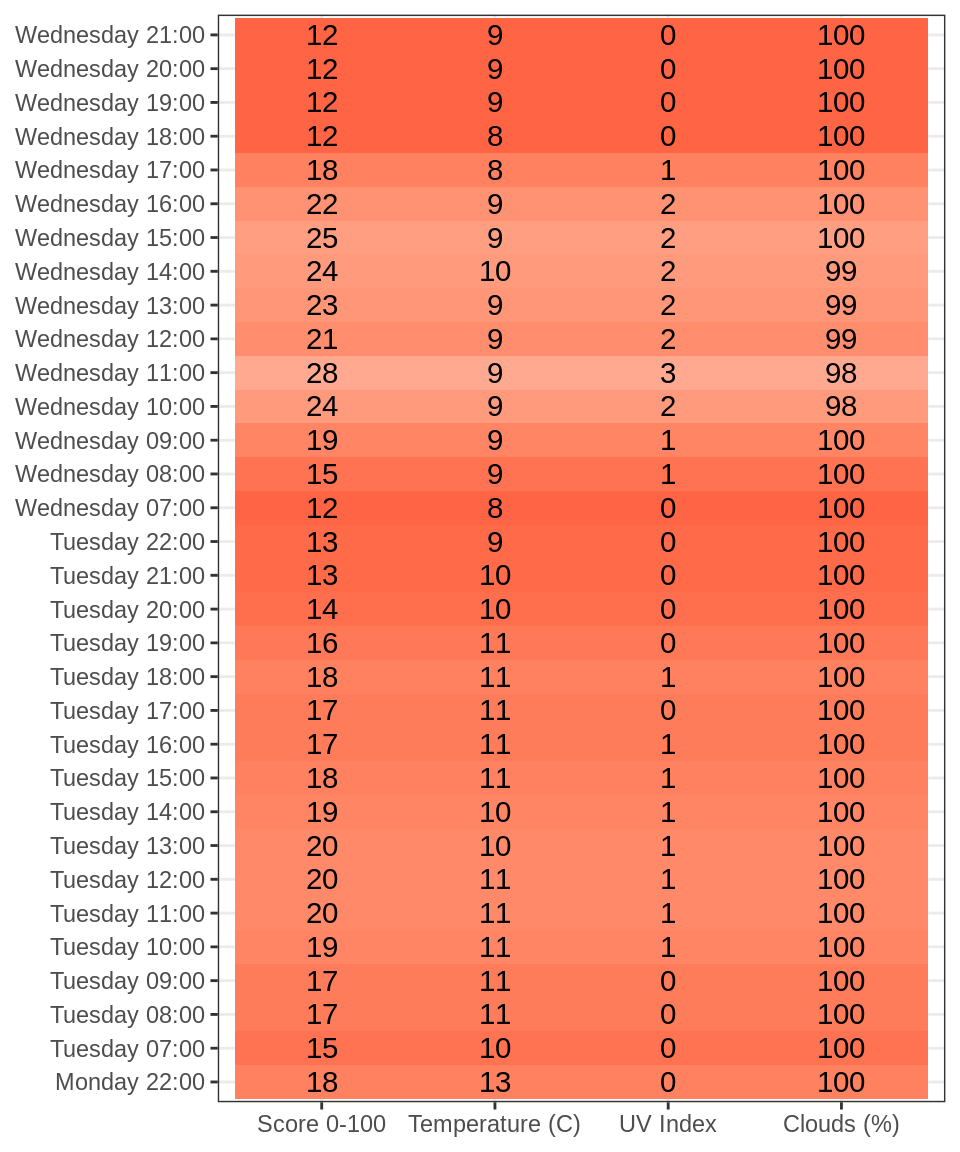 Wednesday 21:00 12 9 0 100
Wednesday 20:00 12 9 0 100
Wednesday 19:00 12 9 0 100
Wednesday 18:00 12 8 0 100
Wednesday 17:00 18 8 1 100
Wednesday 16:00 22 9 2 100
Wednesday 15:00 25 9 2 100
Wednesday 14:00 24 10 2 99
Wednesday 13:00 23 9 2 99
Wednesday 12:00 21 9 2 99
Wednesday 11:00 28 9 3 98
Wednesday 10:00 24 9 2 98
Wednesday 09:00 19 9 1 100
Wednesday 08:00 15 9 1 100
Wednesday 07:00 12 8 0 100
Tuesday 22:00 13 9 0 100
Tuesday 21:00 13 10 0 100
Tuesday 20:00 14 10 0 100
Tuesday 19:00 16 11 0 100
Tuesday 18:00 18 11 1 100
Tuesday 17:00 17 11 0 100
Tuesday 16:00 17 11 1 100
Tuesday 15:00 18 11 1 100
Tuesday 14:00 19 10 1 100
Tuesday 13:00 20 10 1 100
Tuesday 12:00 20 11 1 100
Tuesday 11:00 20 11 1 100
Tuesday 10:00 19 11 1 100
Tuesday 09:00 17 11 0 100
Tuesday 08:00 17 11 0 100
Tuesday 07:00 15 10 0 100
Monday 22:00 18 13 0 100
Score 0-100 Temperature (C) UV Index Clouds (%)